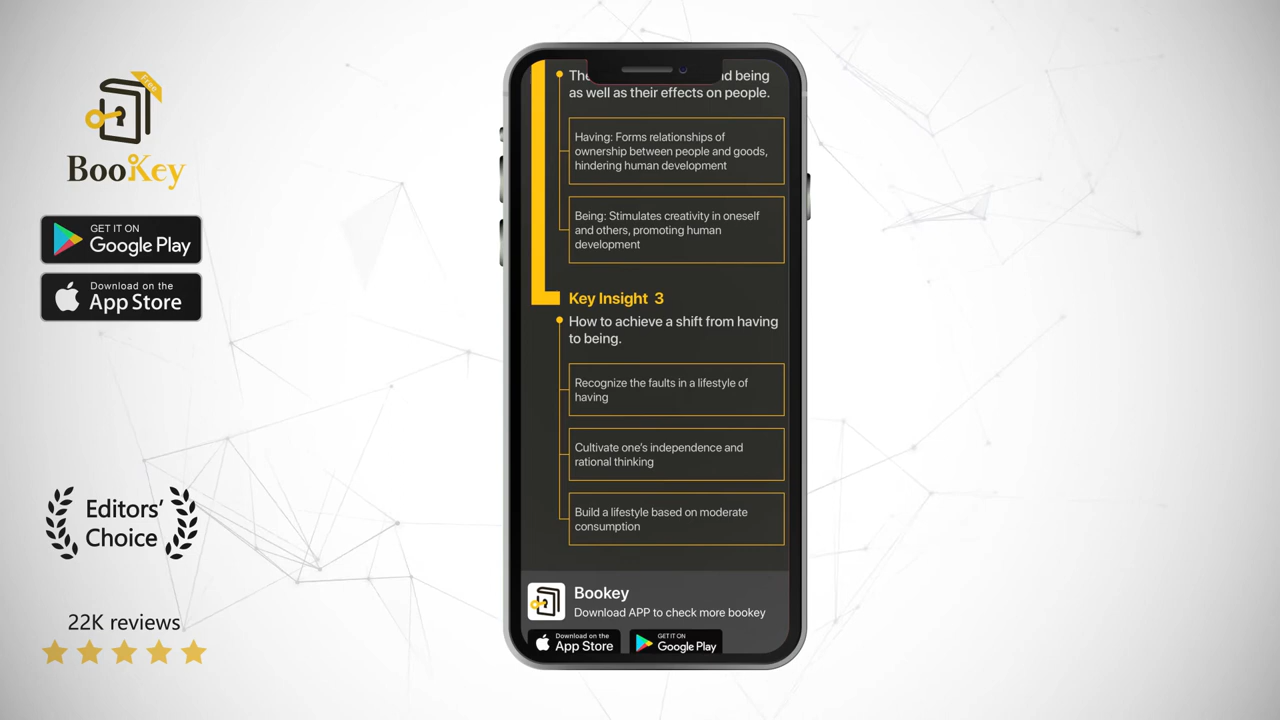 Free
BooKey
GET IT ON
Google Play
Download on the
App Store
Editors'
Choice
22K reviews
The nd being
as well as their effects on people.
Having: Forms relationships of
ownership between people and goods,
hindering human development
Being: Stimulates creativity in oneself
and others, promoting human
development
Key Insight 3
How to achieve a shift from having
to being.
Recognize the faults in a lifestyle of
having
Cultivate one's independence and
rational thinking
Build a lifestyle based on moderate
consumption
Bookey
Download APP to check more bookey
Download on the
App Store
GET IT ON
Google Play